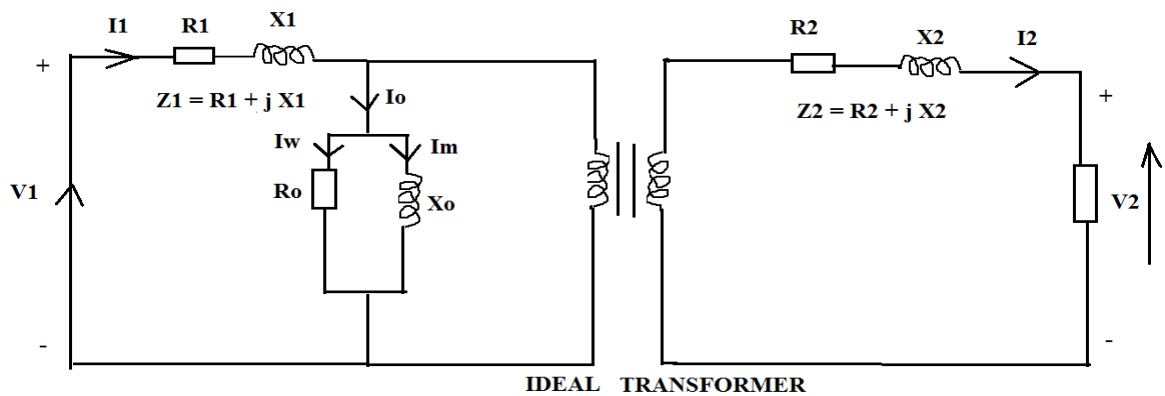 I1
R1
X1
R2
X2
I2
+
Z1 = R1 + j X1
Io
Z2 = R2 + j X2
+
Iw
Im
V1
Ro
Xo
V2
-
-
IDEAL TRANSFORMER